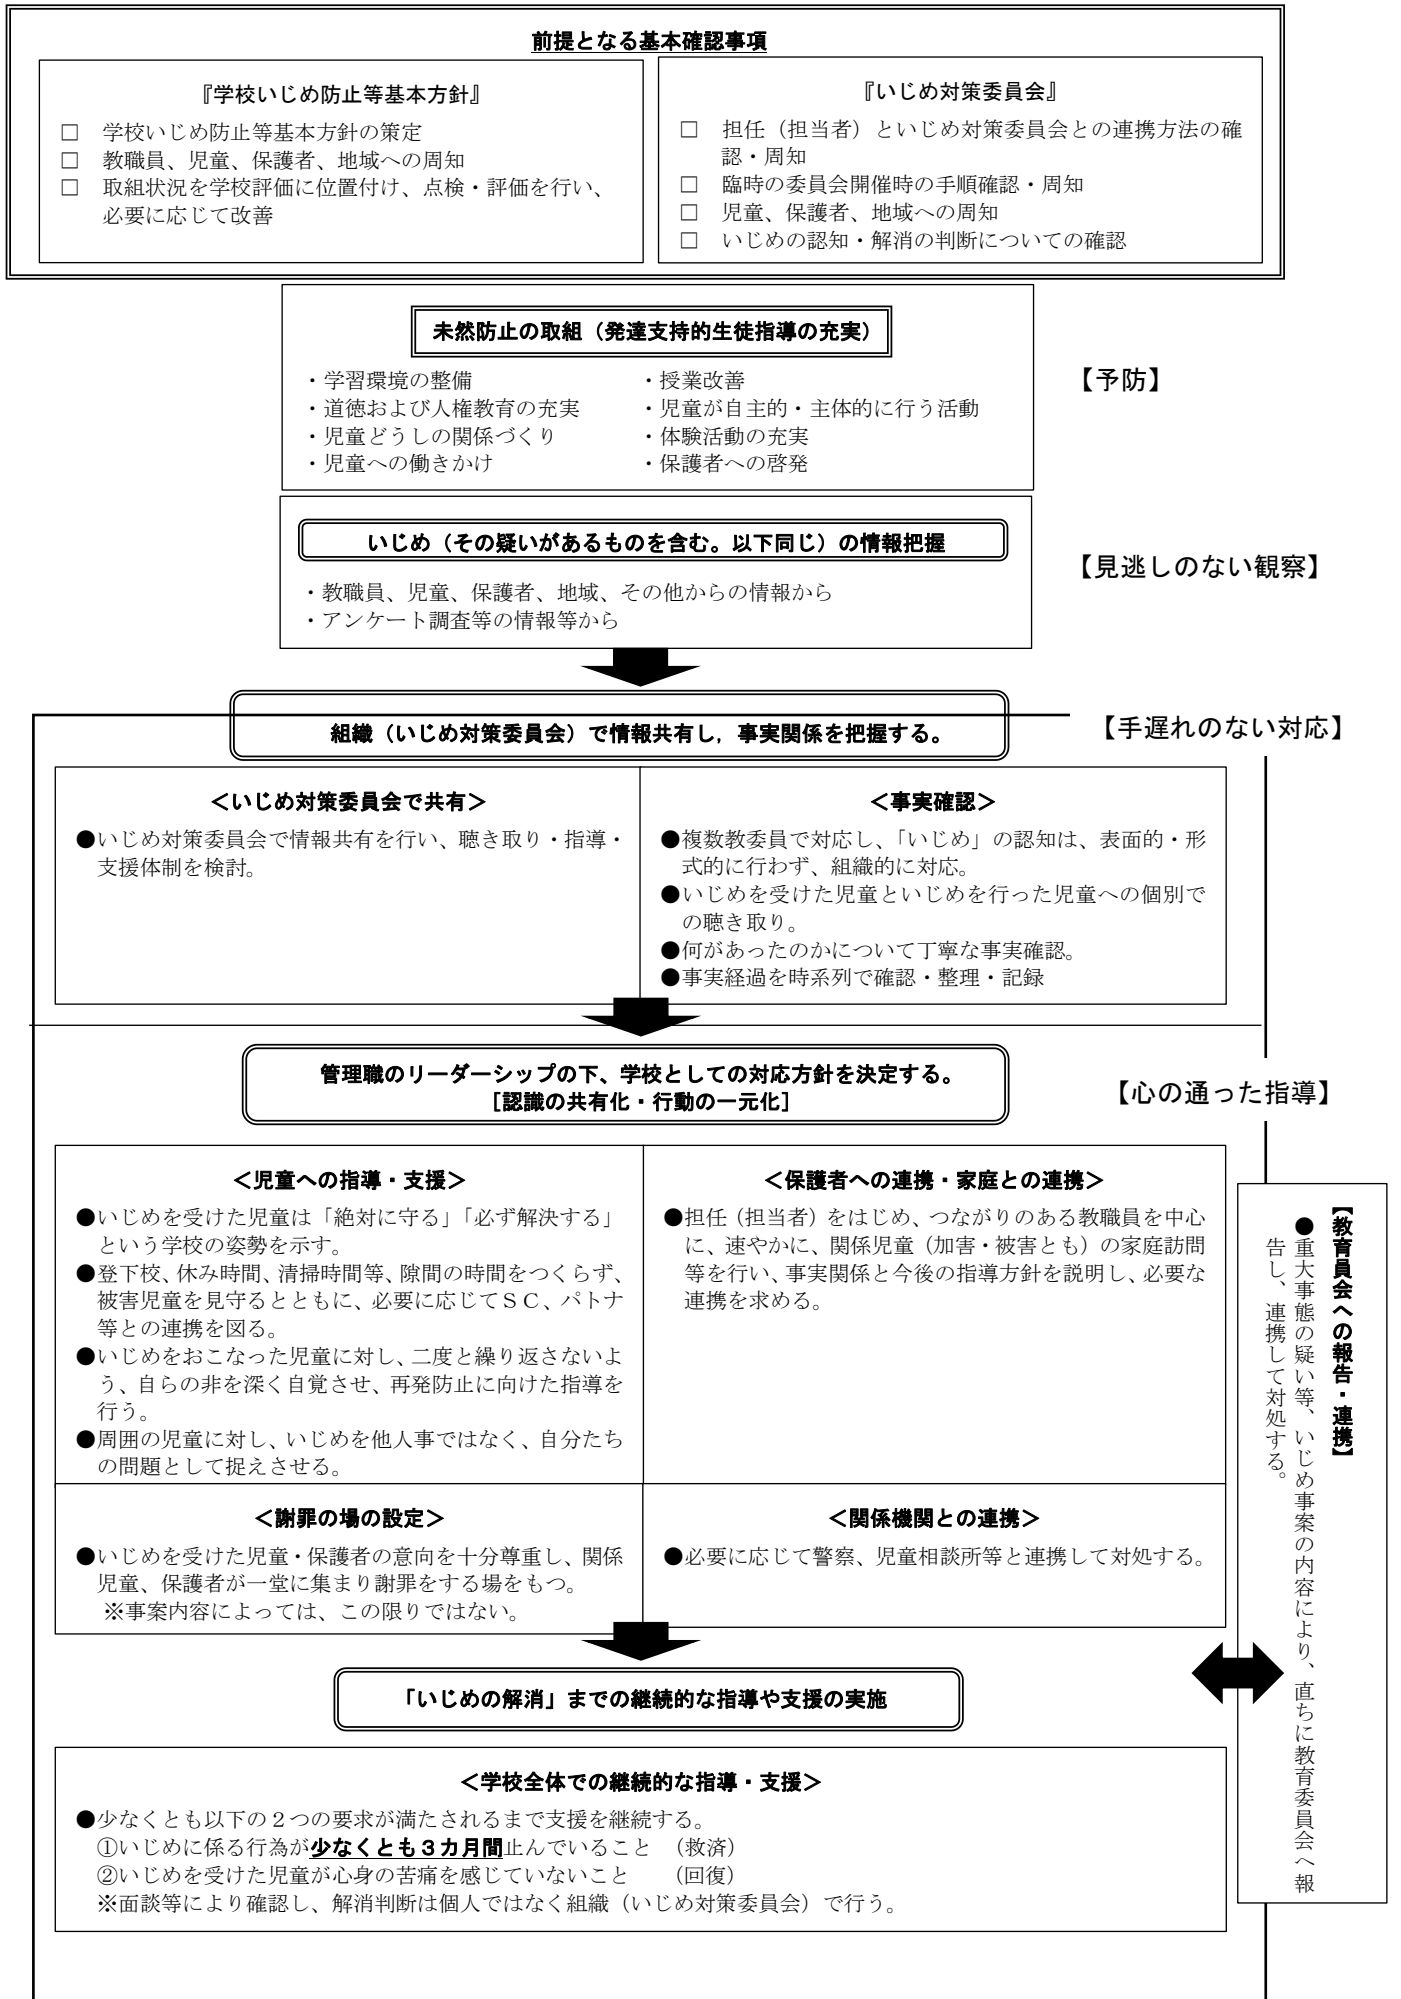 前提となる基本確認事項
『学校いじめ防止等基本方針』
□　学校いじめ防止等基本方針の策定
□　教職員、児童、保護者、地域への周知
□　取組状況を学校評価に位置付け、点検・評価を行い、
必要に応じて改善
『いじめ対策委員会』
□　担任（担当者）といじめ対策委員会との連携方法の確
認・周知
□　臨時の委員会開催時の手順確認・周知
□　児童、保護者、地域への周知
□　いじめの認知・解消の判断についての確認
未然防止の取組（発達支持的生徒指導の充実）
・学習環境の整備
・道徳および人権教育の充実
・児童どうしの関係づくり
・児童への働きかけ
・授業改善
・児童が自主的・主体的に行う活動
・体験活動の充実
・保護者への啓発
【予防】
いじめ（その疑いがあるものを含む。以下同じ）の情報把握
・教職員、児童、保護者、地域、その他からの情報から
・アンケート調査等の情報等から
【見逃しのない観察】
組織（いじめ対策委員会）で情報共有し，事実関係を把握する。
【手遅れのない対応】
＜いじめ対策委員会で共有＞
●いじめ対策委員会で情報共有を行い、聴き取り・指導・
支援体制を検討。
＜事実確認＞
●複数教委員で対応し、「いじめ」の認知は、表面的・形
式的に行わず、組織的に対応。
●いじめを受けた児童といじめを行った児童への個別で
の聴き取り。
●何があったのかについて丁寧な事実確認。
●事実経過を時系列で確認・整理・記録
管理職のリーダーシップの下、学校としての対応方針を決定する。
［認識の共有化・行動の一元化］
【心の通った指導】
＜児童への指導・支援＞
●いじめを受けた児童は「絶対に守る」「必ず解決する」
という学校の姿勢を示す。
●登下校、休み時間、清掃時間等、隙間の時間をつくらず、
被害児童を見守るとともに、必要に応じてＳＣ、パトナ
等との連携を図る。
●いじめをおこなった児童に対し、二度と繰り返さないよ
う、自らの非を深く自覚させ、再発防止に向けた指導を
行う。
●周囲の児童に対し、いじめを他人事ではなく、自分たち
の問題として捉えさせる。
＜保護者への連携・家庭との連携＞
●担任（担当者）をはじめ、つながりのある教職員を中心
に、速やかに、関係児童（加害・被害とも）の家庭訪問
等を行い、事実関係と今後の指導方針を説明し、必要な
連携を求める。
＜謝罪の場の設定＞
●いじめを受けた児童・保護者の意向を十分尊重し、関係
児童、保護者が一堂に集まり謝罪をする場をもつ。
※事案内容によっては、この限りではない。
＜関係機関との連携＞
●必要に応じて警察、児童相談所等と連携して対処する。
【教育員会への報告・連携】
●重大事態の疑い等、いじめ事案の内容により、直ちに教育委員会へ報
告し、連携して対処する。
「いじめの解消」までの継続的な指導や支援の実施
＜学校全体での継続的な指導・支援＞
●少なくとも以下の２つの要求が満たされるまで支援を継続する。
①いじめに係る行為が少なくとも３カ月間止んでいること　（救済）
②いじめを受けた児童が心身の苦痛を感じていないこと　　（回復）
※面談等により確認し、解消判断は個人ではなく組織（いじめ対策委員会）で行う。